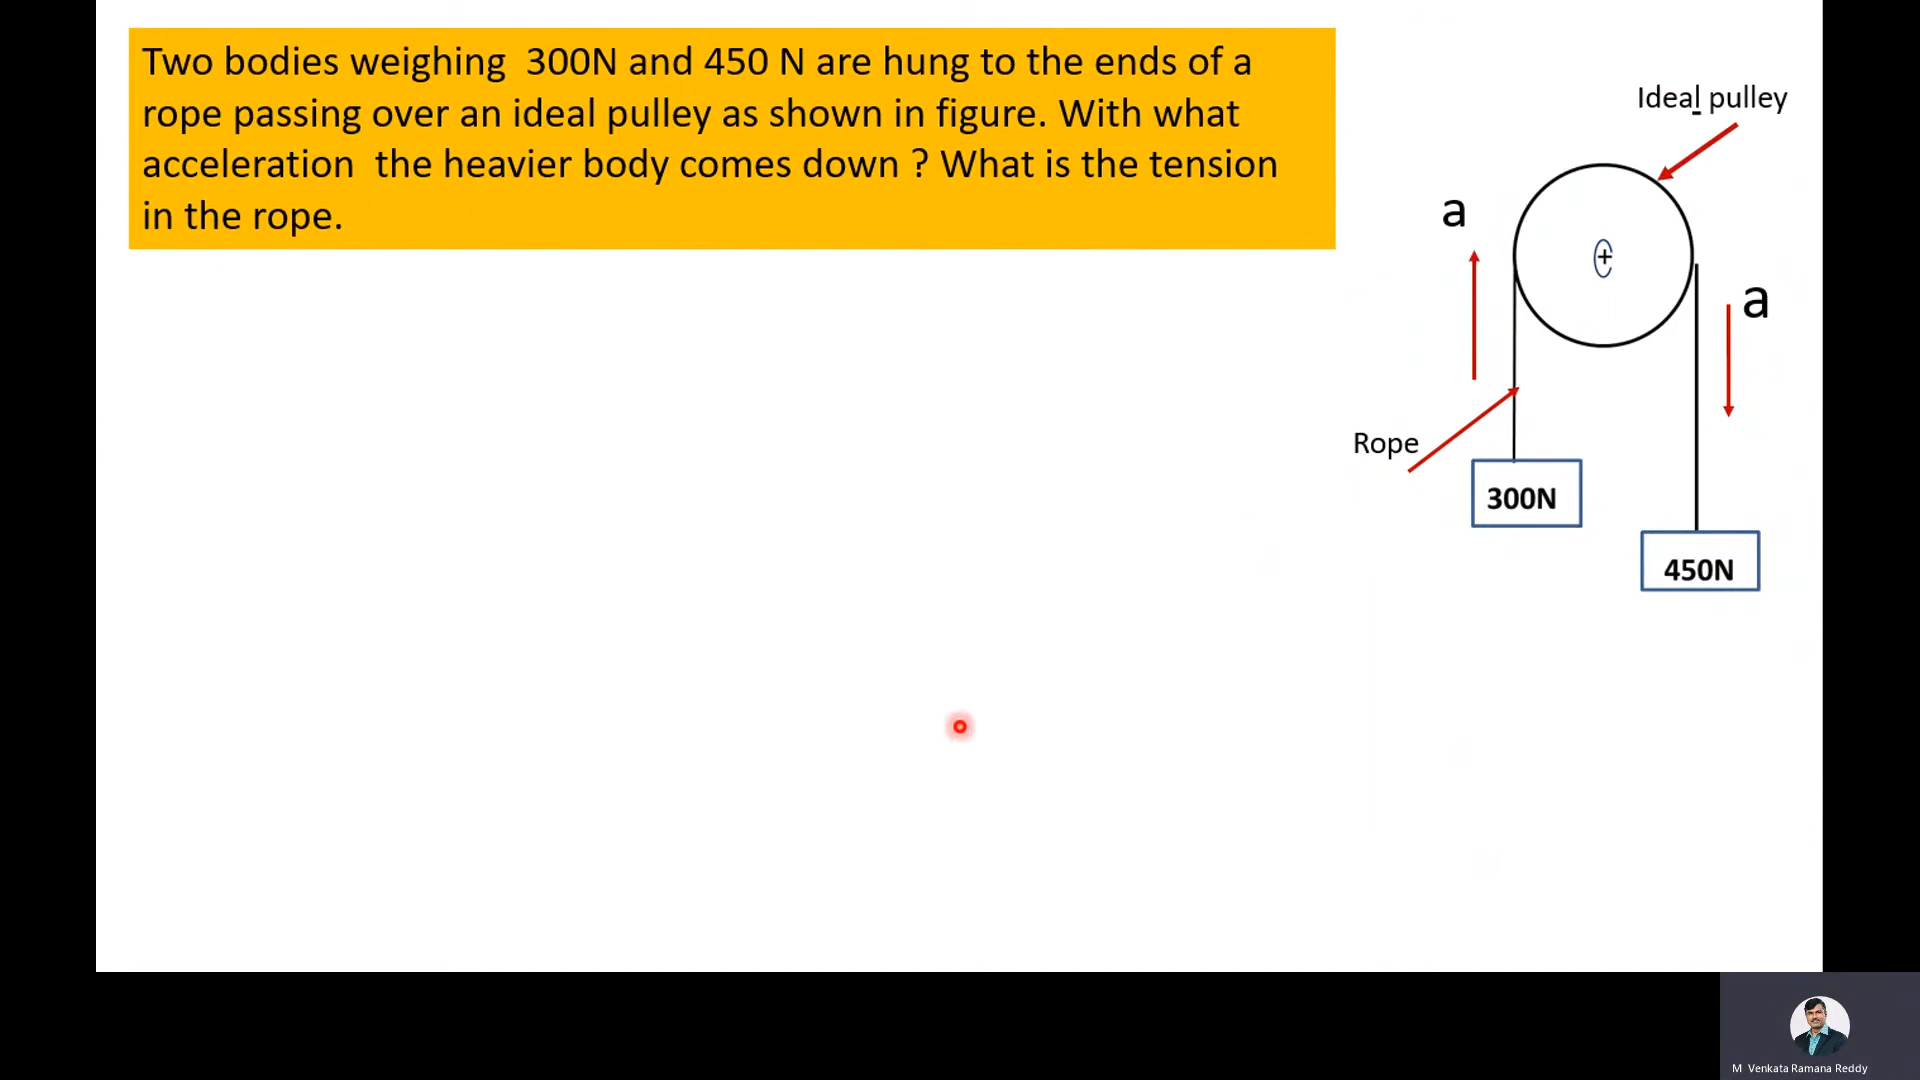 Two bodies weighing 300N and 450 N are hung to the ends of a
rope passing over an ideal pulley as shown in figure. With what
acceleration the heavier body comes down ? What is the tension
in the rope.
Ideal pulley
a
a
Rope
300N
450N
M Venkata Ramana Reddy